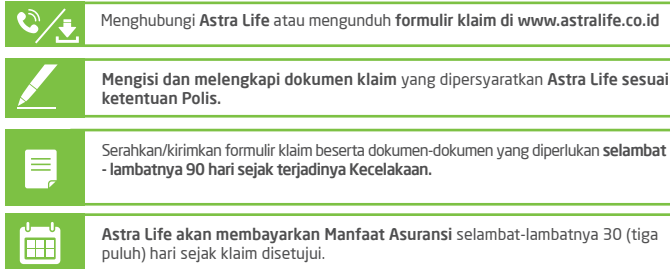 Menghubungi Astra Life atau mengunduh formulir klaim di www.astralife.co.id
Mengisi dan melengkapi dokumen klaim yang dipersyaratkan Astra Life sesuai
ketentuan Polis.
Serahkan/kirimkan formulir klaim beserta dokumen-dokumen yang diperlukan selambat
- lambatnya 90 hari sejak terjadinya Kecelakaan.
Astra Life akan membayarkan Manfaat Asuransi selambat-lambatnya 30 (tiga
puluh) hari sejak klaim disetujui.